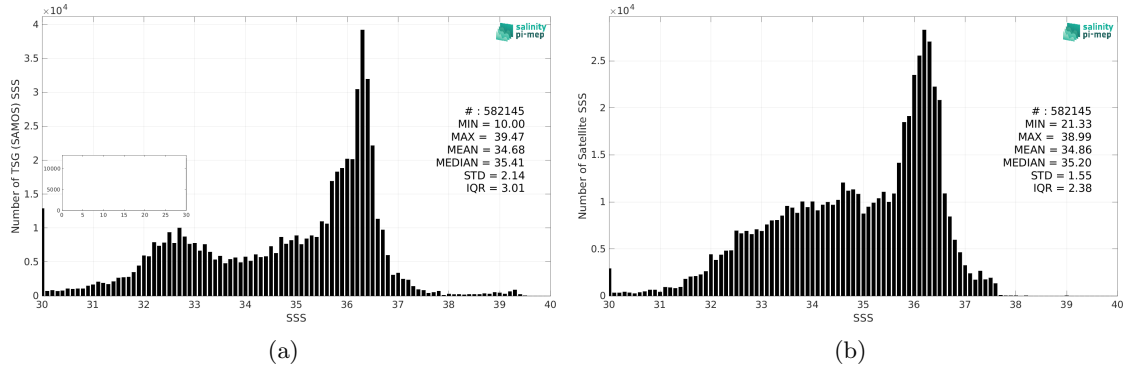 ×10⁴
4
3.5
3
2.5
2
1.5
1
0.5
0
Number of TSG (SAMOS) SSS
salinity
pi-mep
# : 582145
MIN = 10.00
MAX = 39.47
MEAN = 34.68
MEDIAN = 35.41
STD = 2.14
IQR = 3.01
10000
5000
0
0 5 10 15 20 25 30
30 31 32 33 34 35 36 37 38 39 40
SSS
(a)
×10⁴
2.5
2
1.5
1
0.5
0
Number of Satellite SSS
salinity
pi-mep
# : 582145
MIN = 21.33
MAX = 38.99
MEAN = 34.86
MEDIAN = 35.20
STD = 1.55
IQR = 2.38
30 31 32 33 34 35 36 37 38 39 40
SSS
(b)